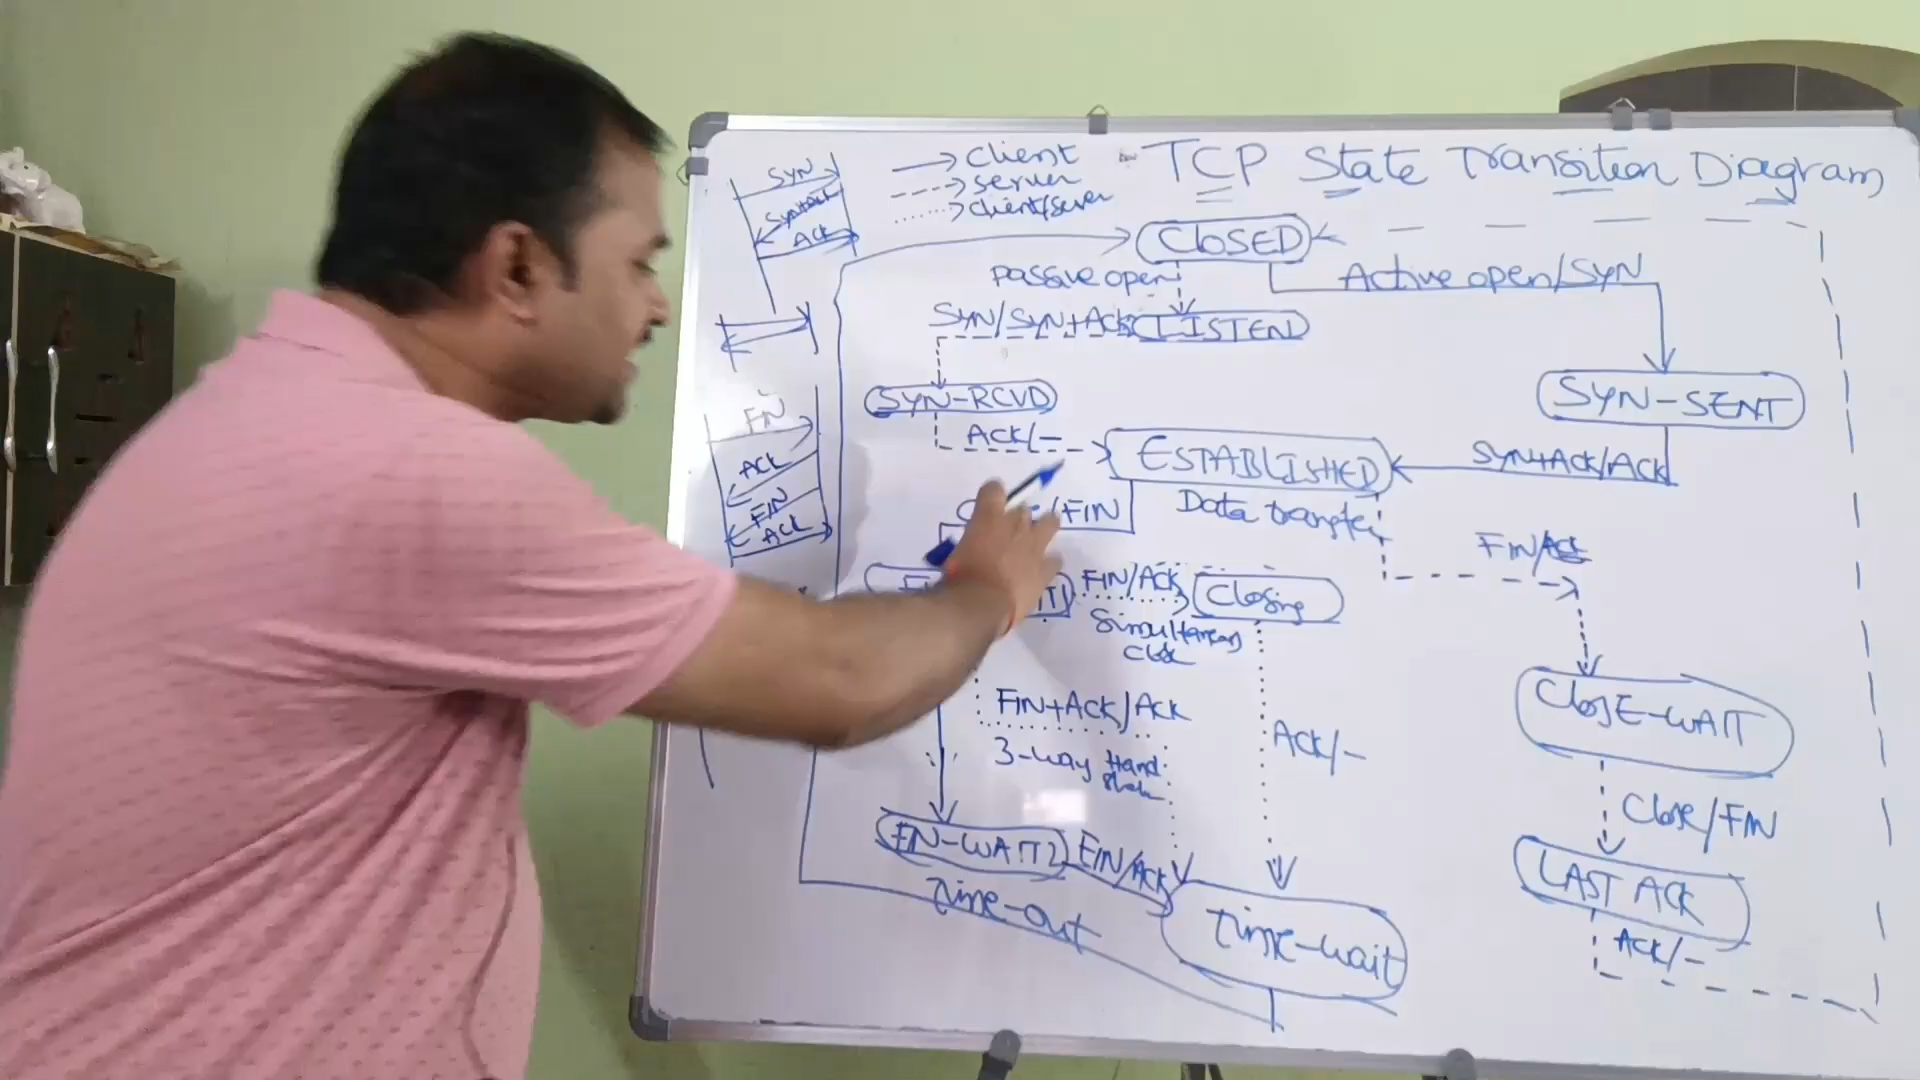 TCP State Transition Diagram
client
server
client/server
SYN
SYN+ACK
ACK
CLOSED
passive open
Active open/SYN
SYN/SYN+ACK
LISTEN
SYN-RCVD
SYN-SENT
ACK/-
ESTABLISHED
SYN+ACK/ACK
FIN
ACK
FIN
ACK
/FIN
Data transfer
FIN/ACK
FIN/ACK
Closing
Simultaneous
close
CLOSE-WAIT
FIN+ACK/ACK
3-way Hand
shake
ACK/-
Close/FIN
FIN-WAIT2
FIN/ACK
LAST ACK
Time-out
Time-wait
ACK/-